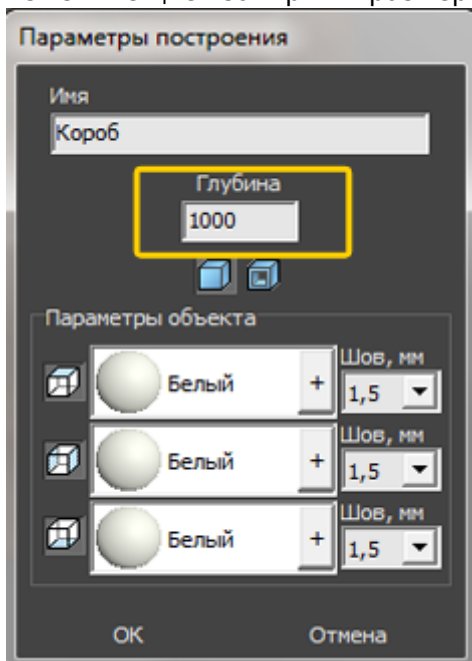 Параметры построения
Имя
Короб
Глубина
1000
Параметры объекта
Шов, мм
Белый + 1,5
Шов, мм
Белый + 1,5
Шов, мм
Белый + 1,5
ОК Отмена